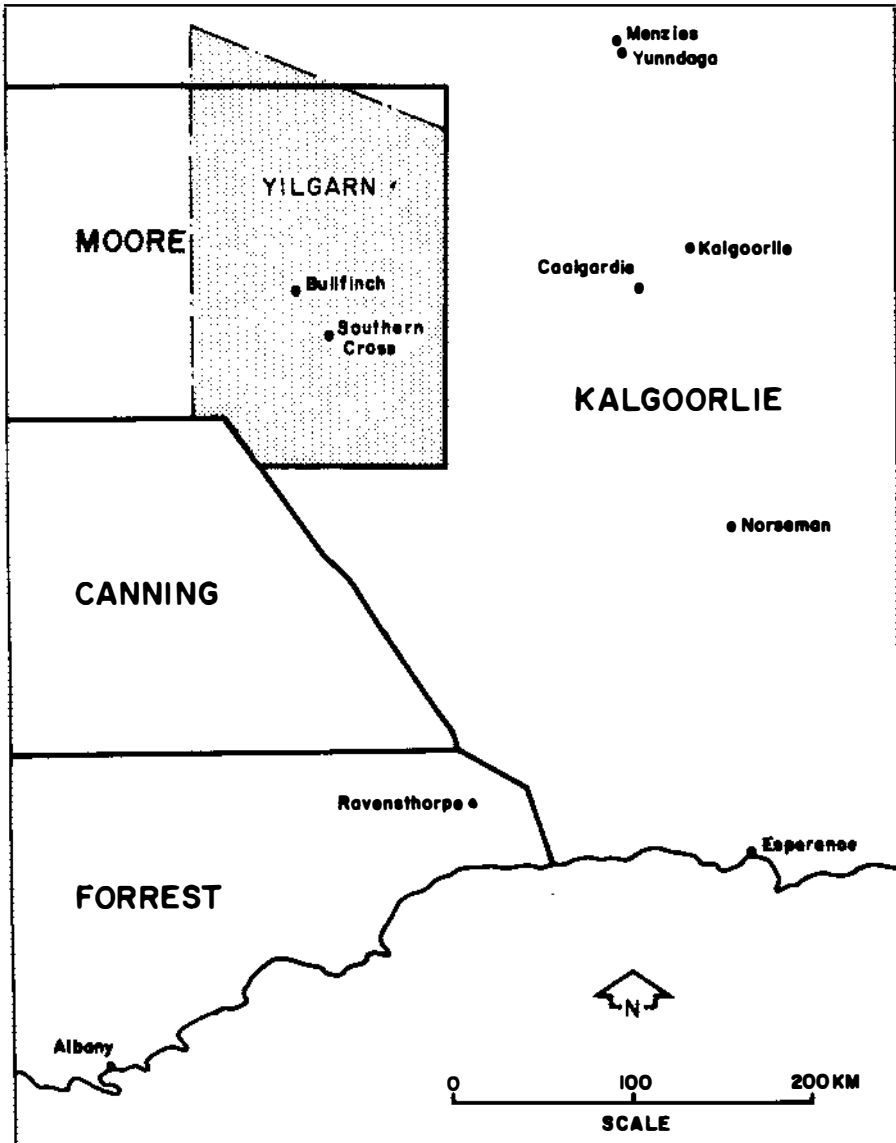 Menzies
Yunndaga
YILGARN
MOORE
Kalgoorlie
Caalgardie
Bullfinch
Southern
Cross
KALGOORLIE
Norseman
CANNING
Ravensthorpe
Esperance
FORREST
N
Albany
0 100 200 KM
SCALE